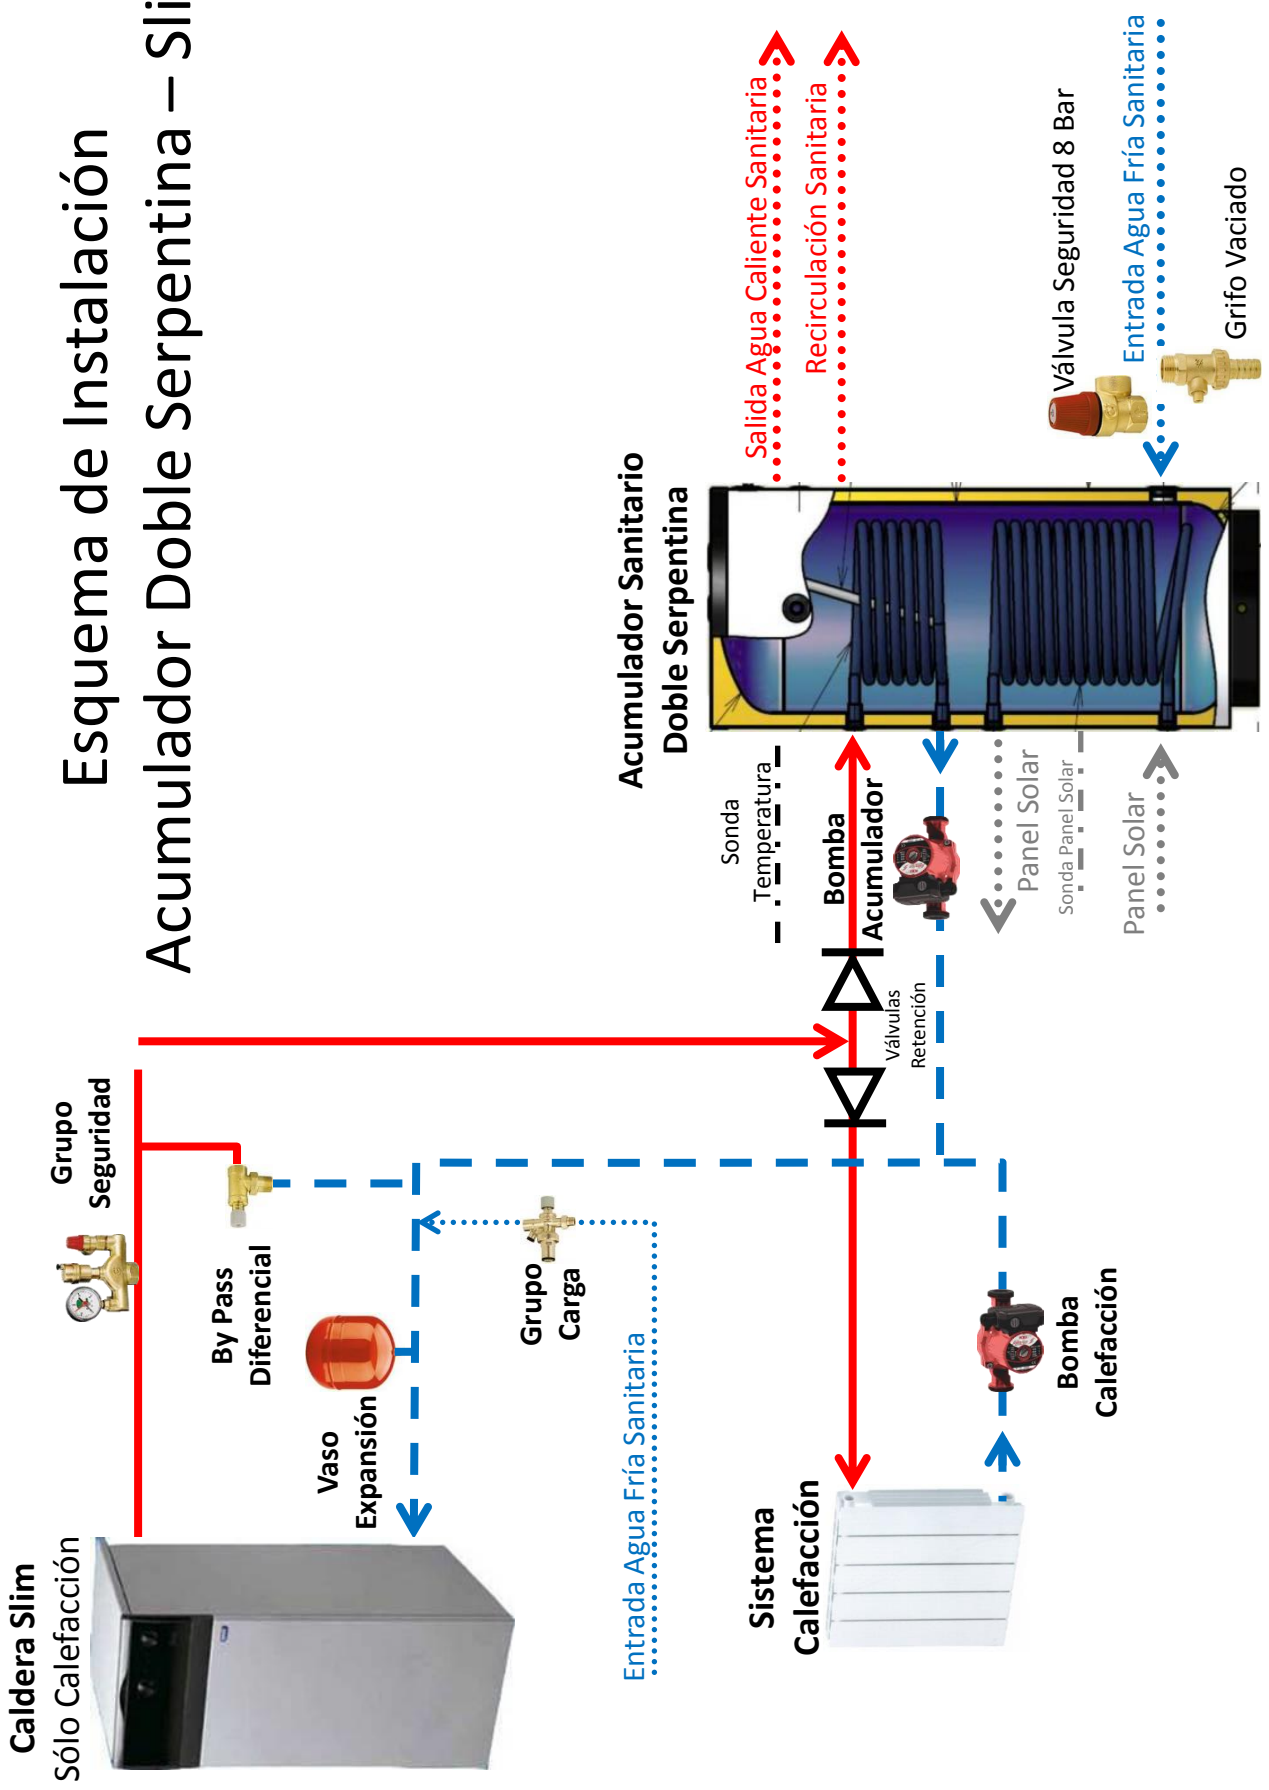 Esquema de Instalación
Acumulador Doble Serpentina – Sli
Caldera Slim
Sólo Calefacción
Grupo
Seguridad
By Pass
Diferencial
Vaso
Expansión
Grupo
Carga
Entrada Agua Fría Sanitaria
Sistema
Calefacción
Bomba
Calefacción
Válvulas
Retención
Sonda
Temperatura
Bomba
Acumulador
Panel Solar
Sonda Panel Solar
Panel Solar
Acumulador Sanitario
Doble Serpentina
Salida Agua Caliente Sanitaria
Recirculación Sanitaria
Válvula Seguridad 8 Bar
Entrada Agua Fría Sanitaria
Grifo Vaciado